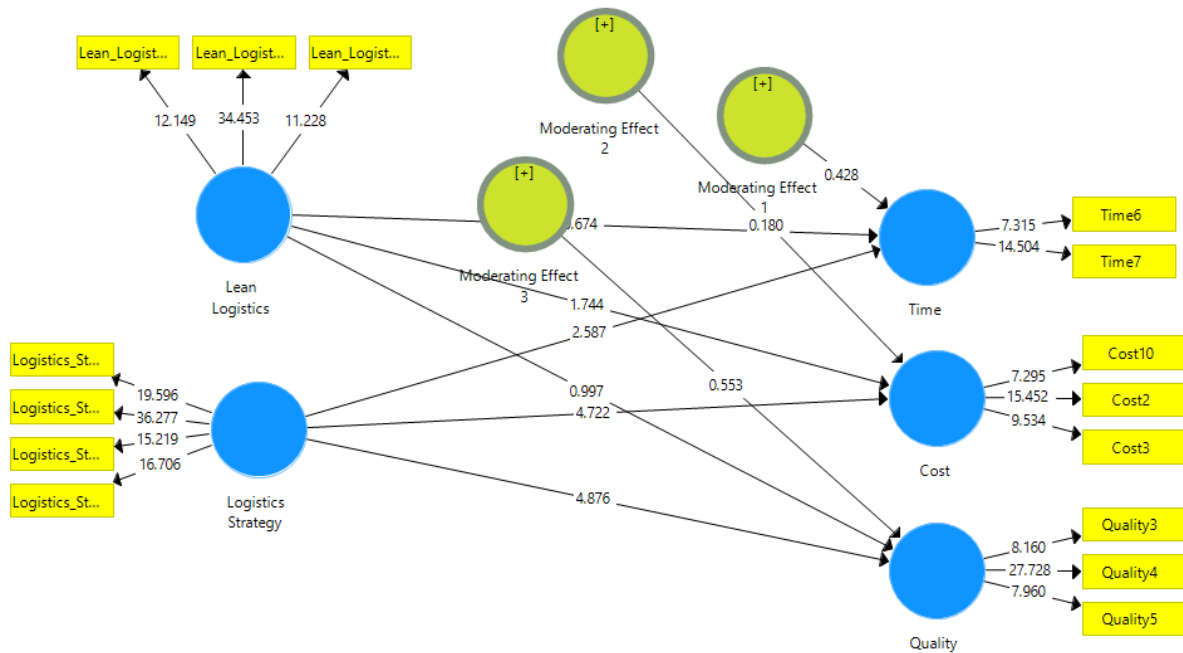 [+]
Lean_Logist...
Lean_Logist...
Lean_Logist...
[+]
12.149
34.453
11.228
Moderating Effect
2
[+]
0.428
Moderating Effect
1
Time6
7.315
.674
0.180
14.504
Time7
Moderating Effect
3
Lean
Logistics
1.744
Time
2.587
Logistics_St...
Cost10
7.295
19.596
0.997
0.553
15.452
Cost2
Logistics_St...
36.277
4.722
9.534
15.219
Cost3
Logistics_St...
16.706
Cost
Logistics_St...
Logistics
Strategy
4.876
Quality3
8.160
27.728
Quality4
7.960
Quality5
Quality